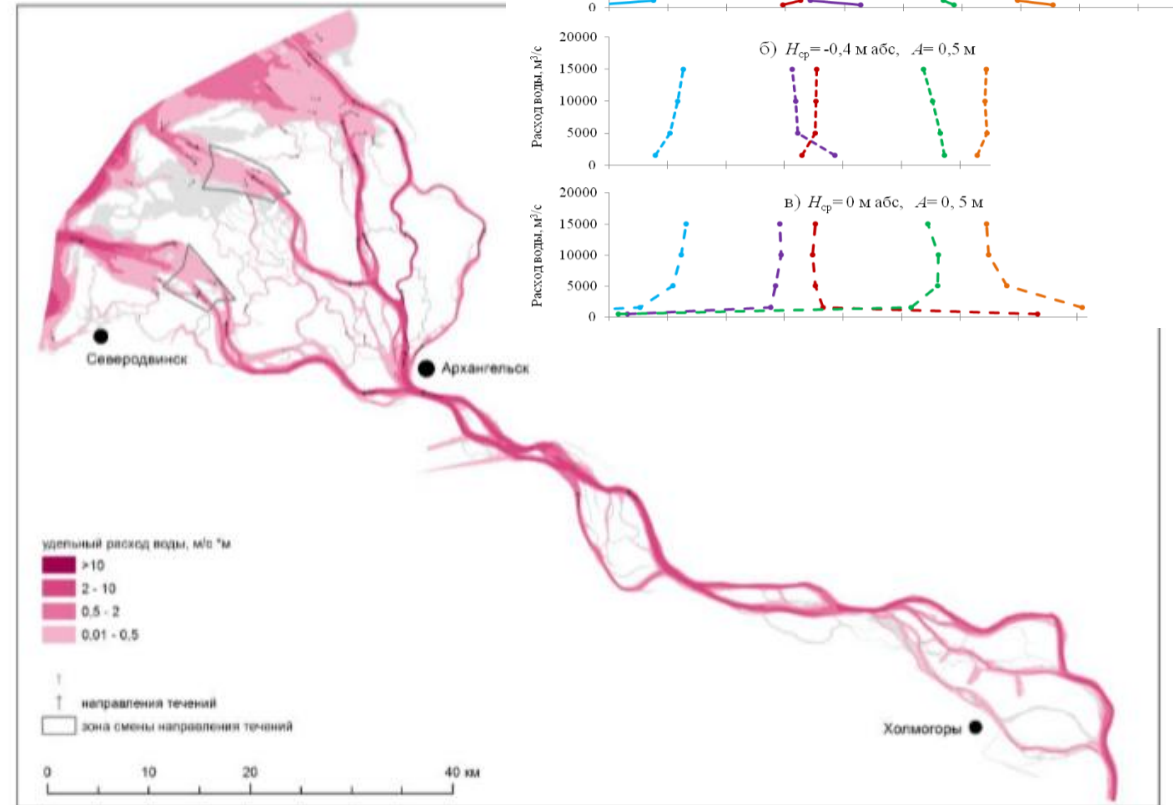 0
б) Hср= -0,4 м абс, A= 0,5 м
Расход воды, м³/с
20000
15000
10000
5000
0
в) Hср= 0 м абс, A= 0, 5 м
Расход воды, м³/с
20000
15000
10000
5000
0
Северодвинск
Архангельск
Холмогоры
удельный расход воды, м/с *м
>10
2 - 10
0,5 - 2
0,01 - 0,5
направления течений
зона смены направления течений
0 10 20 40 км